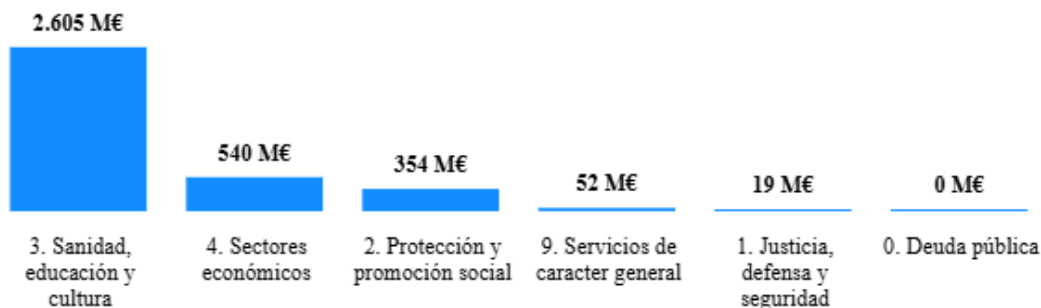 2.605 M€
540 M€
354 M€
52 M€
19 M€
0 M€
3. Sanidad,
educación y
cultura
4. Sectores
económicos
2. Protección y
promoción social
9. Servicios de
caracter general
1. Justicia,
defensa y
seguridad
0. Deuda pública